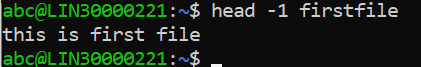 abc@LIN30000221:~$ head -1 firstfile
this is first file
abc@LIN30000221:~$